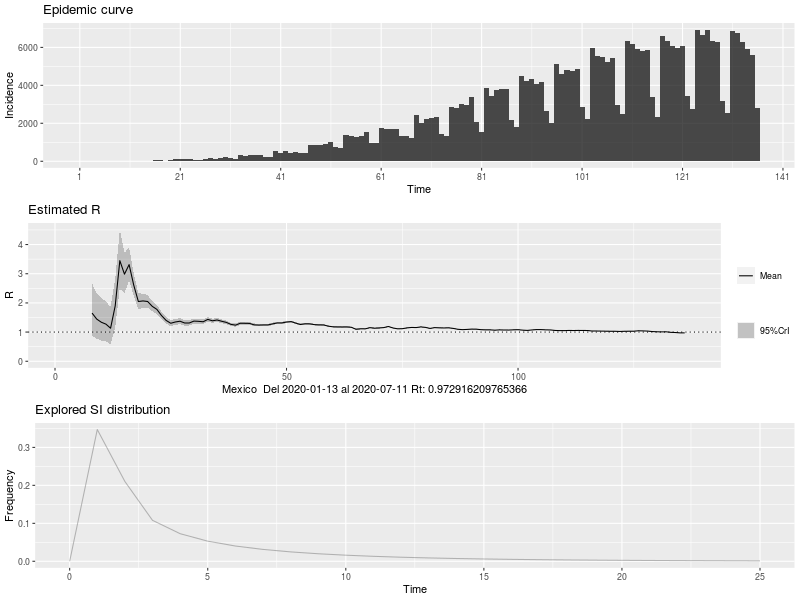 Epidemic curve
6000
4000
2000
0
Incidence
1 21 41 61 81 101 121 141
Time
Estimated R
4
3
2
1
0
R
Mean
95%CrI
0 50 100
Mexico Del 2020-01-13 al 2020-07-11 Rt: 0.972916209765366
Explored SI distribution
0.3
0.2
0.1
0.0
Frequency
0 5 10 15 20 25
Time